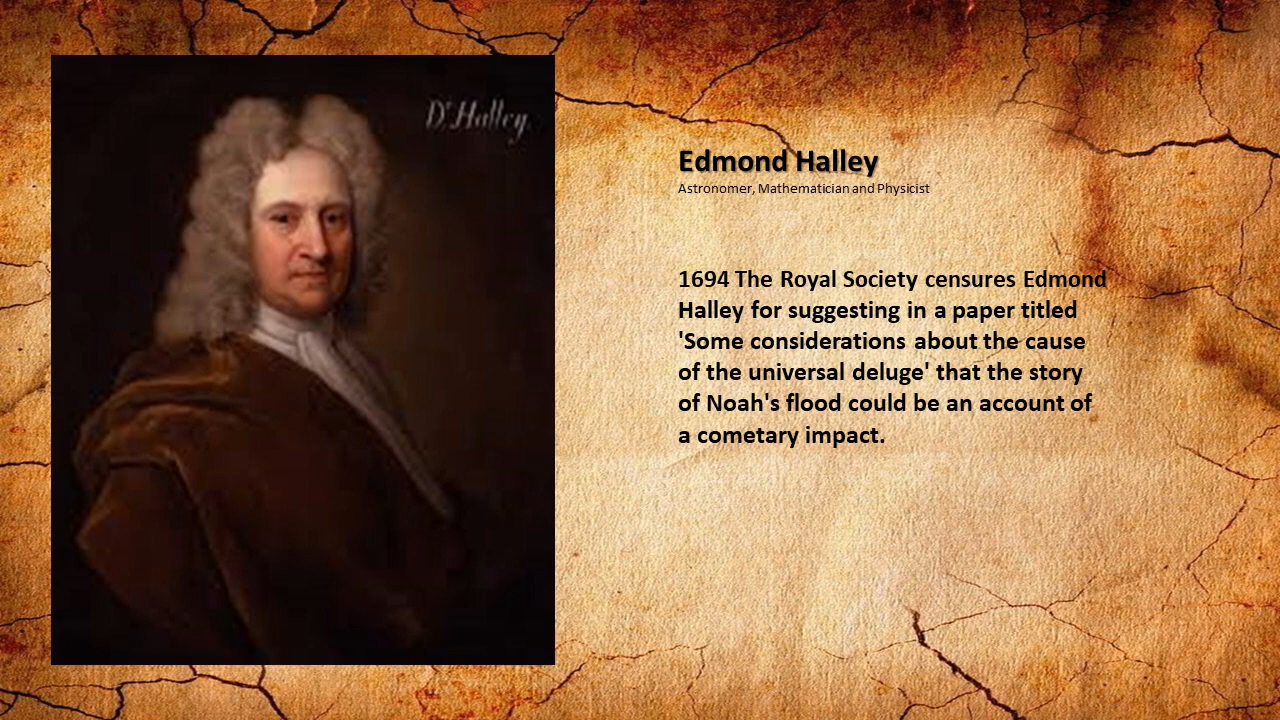 Dr. Halley.
Edmond Halley
Astronomer, Mathematician and Physicist
1694 The Royal Society censures Edmond
Halley for suggesting in a paper titled
'Some considerations about the cause
of the universal deluge' that the story
of Noah's flood could be an account of
a cometary impact.